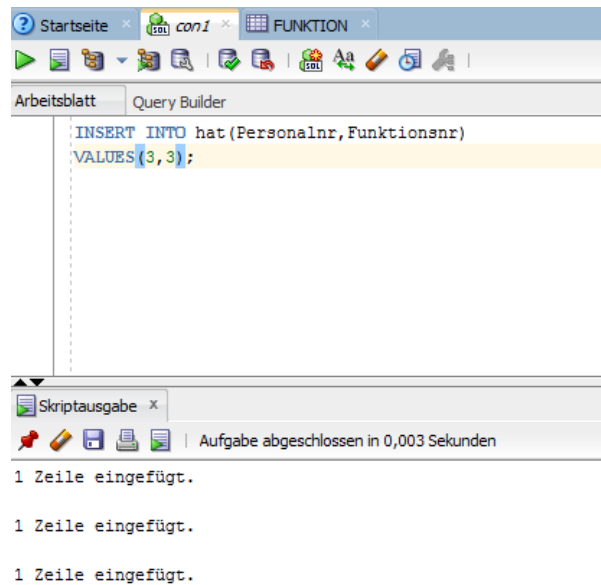 Startseite con1 FUNKTION
Arbeitsblatt Query Builder
INSERT INTO hat(Personalnr,Funktionsnr)
VALUES(3,3);
Skriptausgabe x
Aufgabe abgeschlossen in 0,003 Sekunden
1 Zeile eingefügt.
1 Zeile eingefügt.
1 Zeile eingefügt.